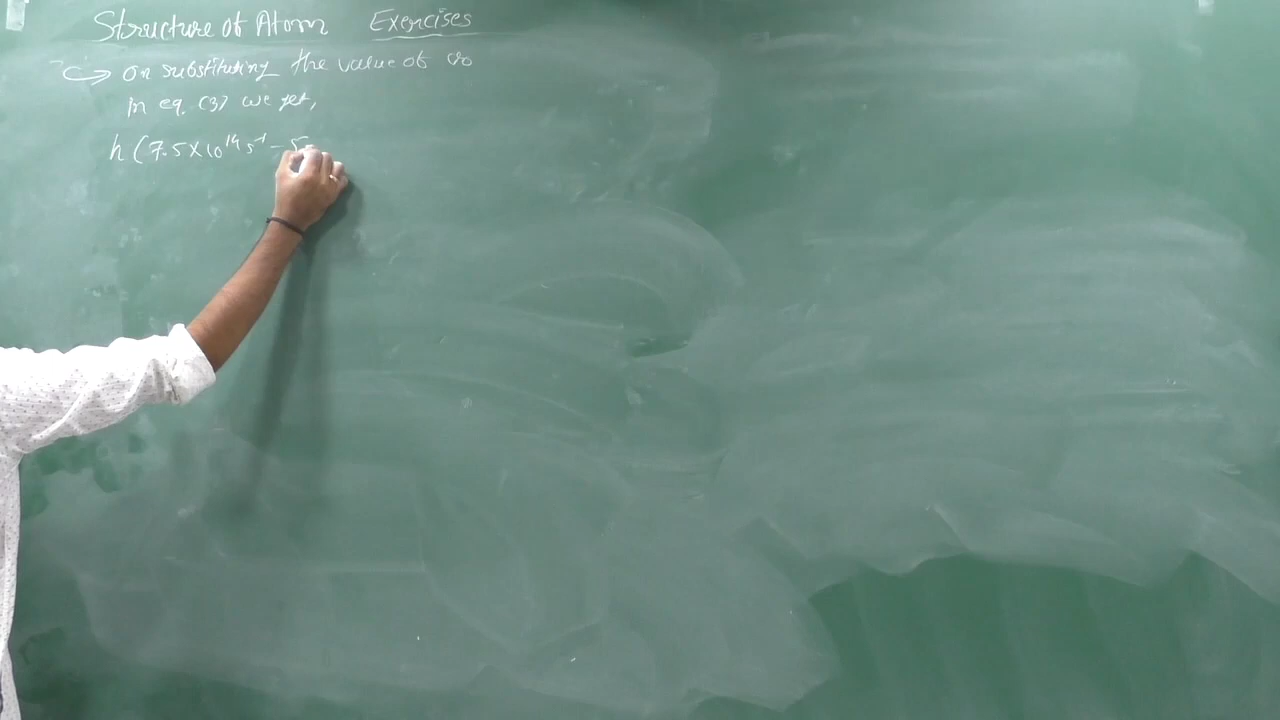 Structure of Atom Exercises
→ on substituting the value of ν₀
in eq. (3) we get,
h (7.5×10¹⁴ s⁻¹ – 5